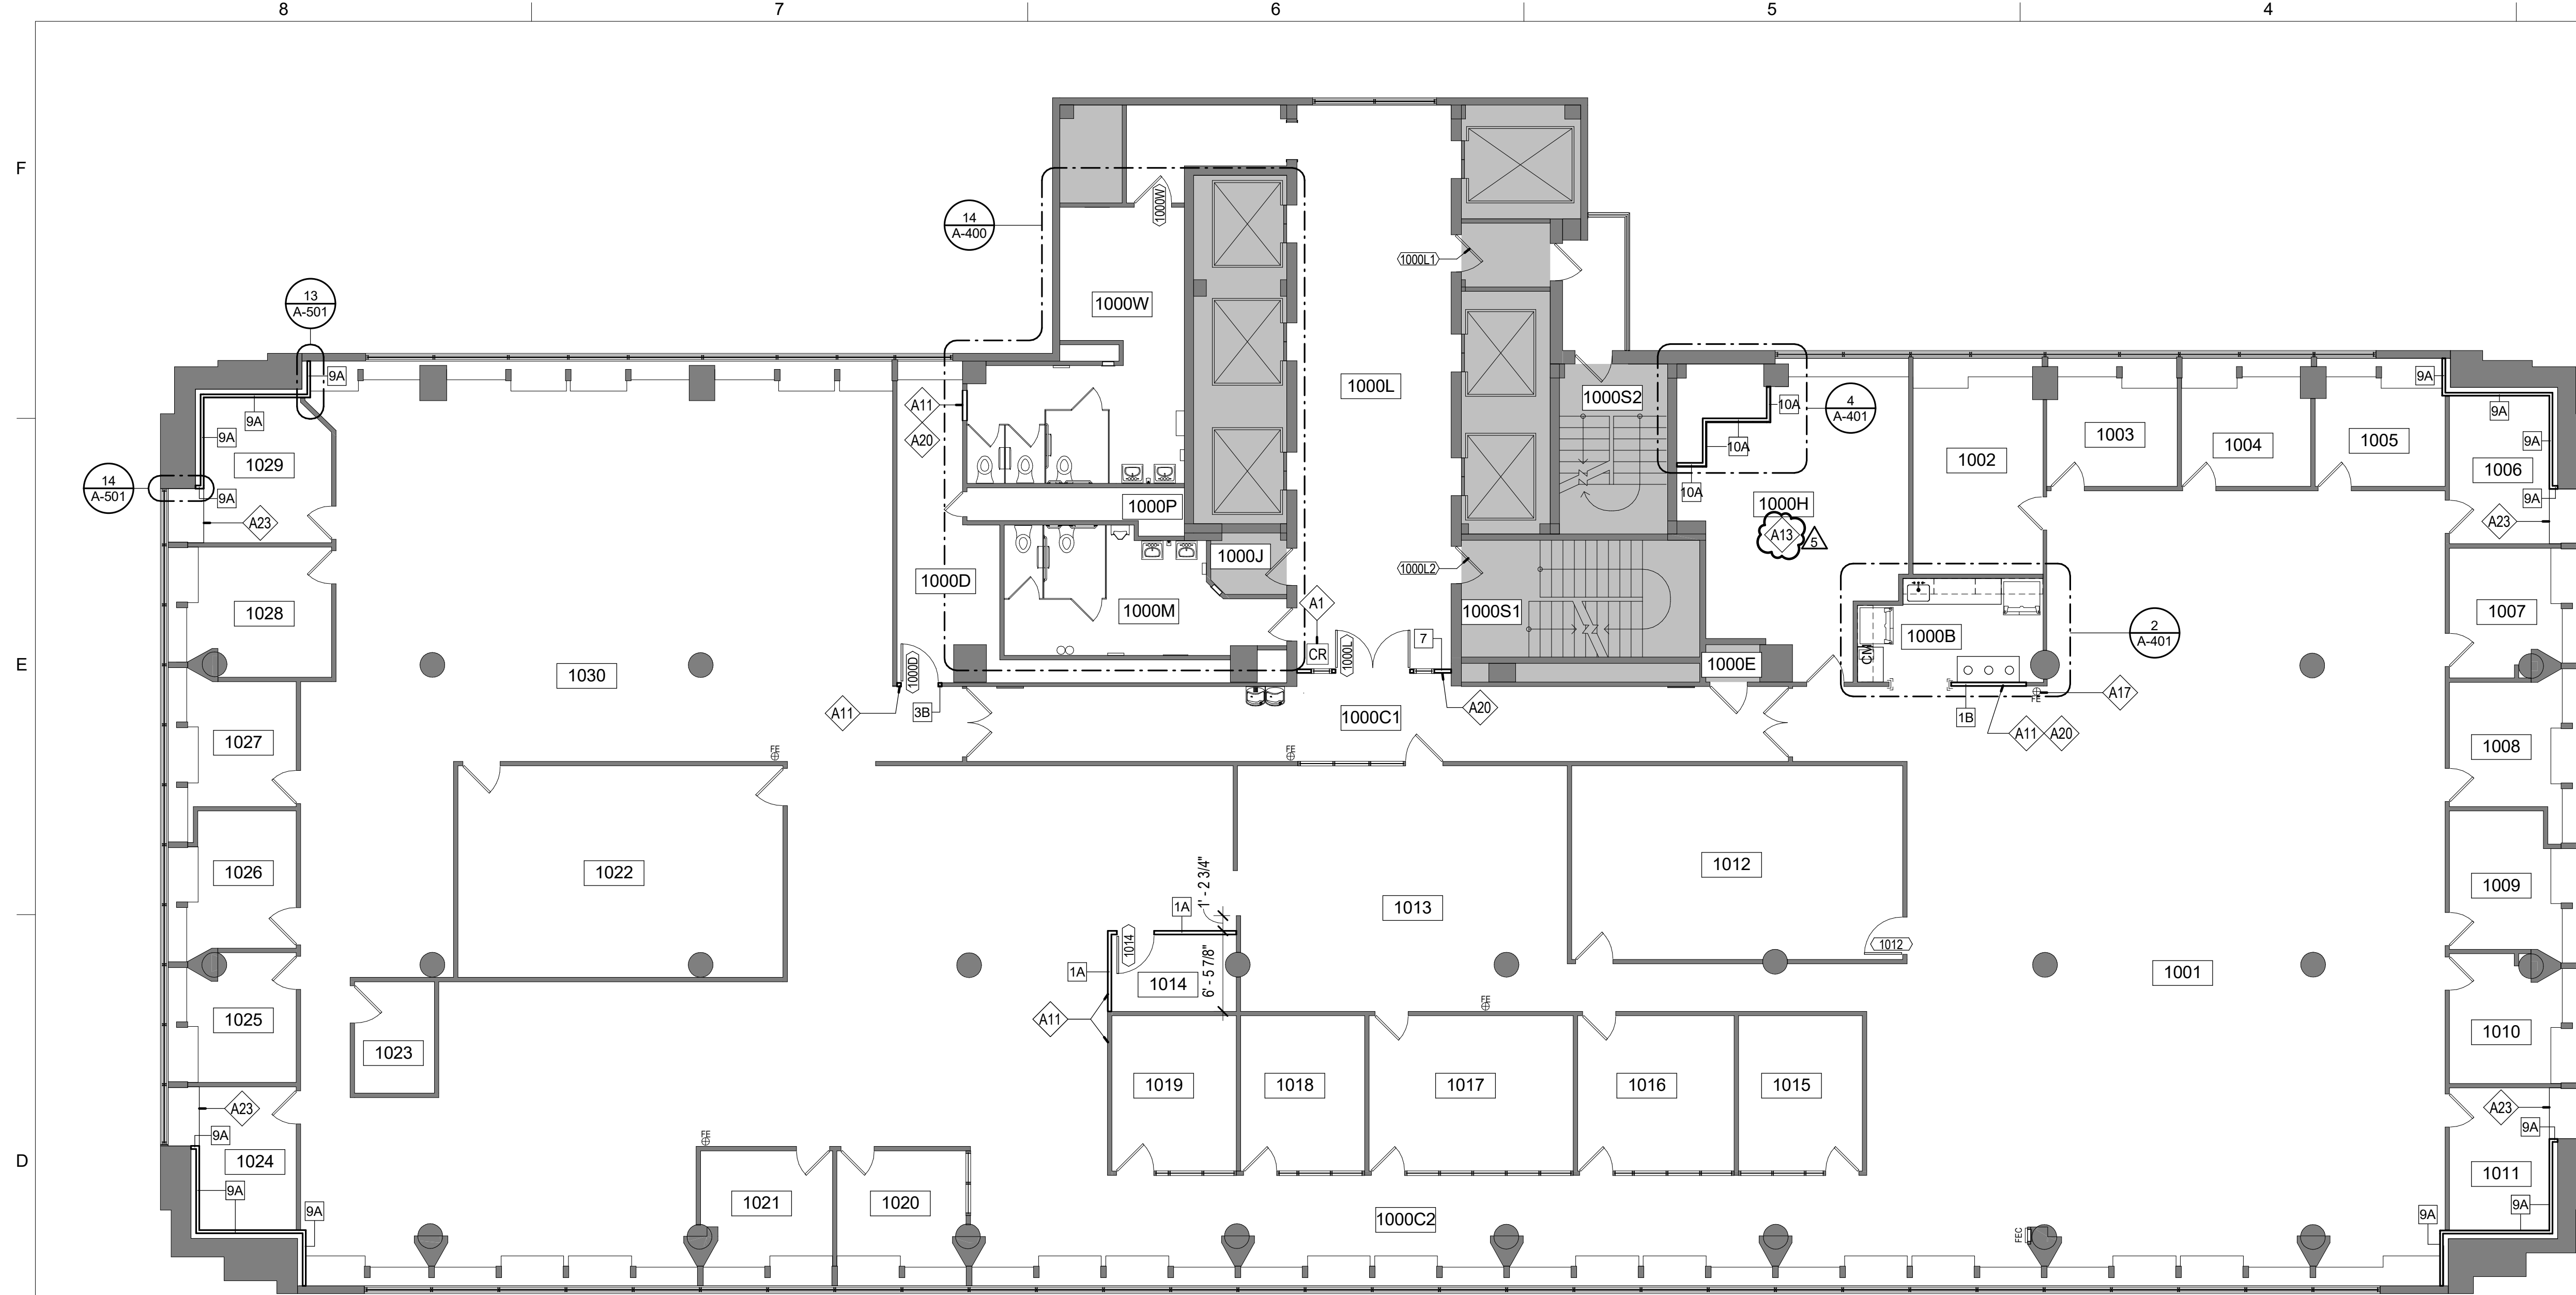 8
7
6
5
4
F
E
D
14
A-400
1000W
1000L1
13
A-501
1000W
9A
9A
9A
1029
14
A-501
9A
A23
A11
A20
1000L
1000S2
10A
10A
10A
4
A-401
1000H
A13
5
1002
1003
1004
1005
9A
9A
9A
1006
9A
A23
1000P
1000J
1000L2
1000D
1000M
A1
CR
1000L
7
1000S1
1000E
1000B
CM
2
A-401
1007
1028
1030
1000D
A11
3B
1000C1
A20
FE
A17
1B
A11
A20
1027
FE
FE
1008
1026
1022
1012
1013
1' - 2 3/4"
1A
1014
1012
1009
1A
1014
6' - 5 7/8"
1001
A11
FE
1025
1023
1010
1019
1018
1017
1016
1015
A23
9A
1024
9A
9A
FE
1021
1020
1000C2
FEC
A23
9A
1011
9A
9A